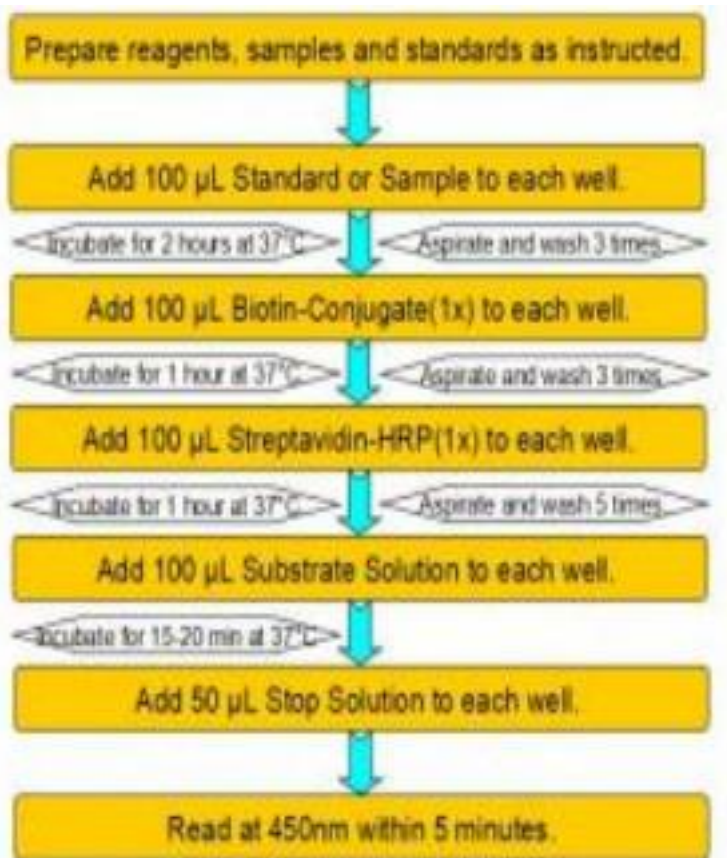 Prepare reagents, samples and standards as instructed.
Add 100 µL Standard or Sample to each well.
Incubate for 2 hours at 37°C
Aspirate and wash 3 times
Add 100 µL Biotin-Conjugate(1x) to each well.
Incubate for 1 hour at 37°C
Aspirate and wash 3 times
Add 100 µL Streptavidin-HRP(1x) to each well.
Incubate for 1 hour at 37°C
Aspirate and wash 5 times
Add 100 µL Substrate Solution to each well.
Incubate for 15-20 min at 37°C
Add 50 µL Stop Solution to each well.
Read at 450nm within 5 minutes.